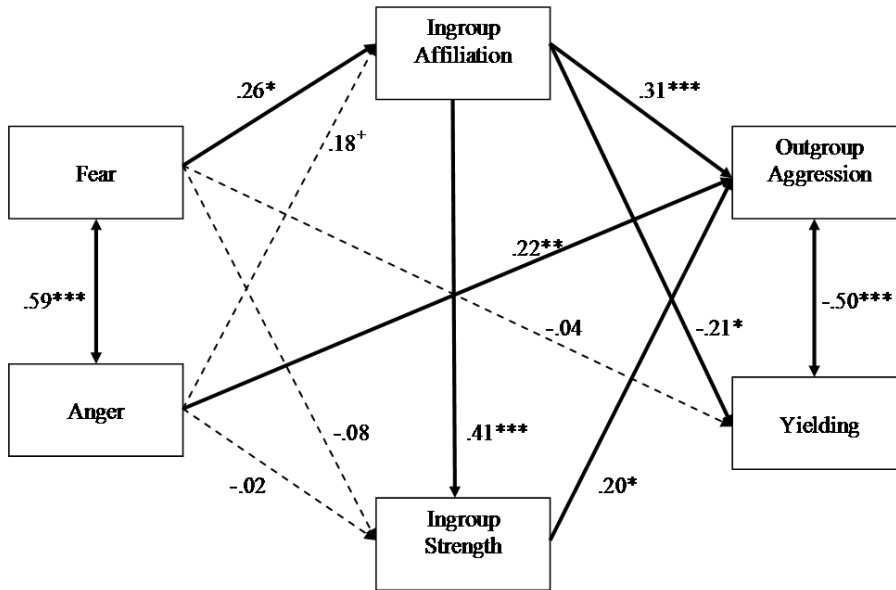 Ingroup
Affiliation
.26*
.31***
.18+
Fear
Outgroup
Aggression
.22**
.59***
-.04
-.21*
-.50***
Anger
-.08
.41***
Yielding
-.02
.20*
Ingroup
Strength